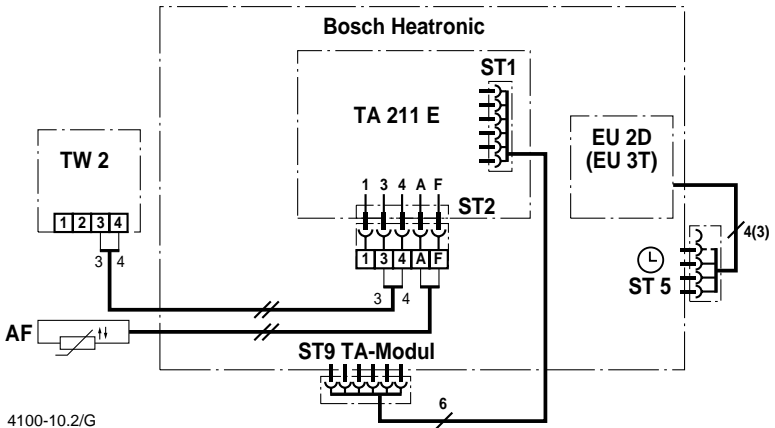 Bosch Heatronic
ST1
TA 211 E
EU 2D
(EU 3T)
TW 2
1 3 4 A F
ST2
1 2 3 4
4(3)
3 4
1 3 4 A F
ST 5
3 4
AF
ST9 TA-Modul
6
4100-10.2/G